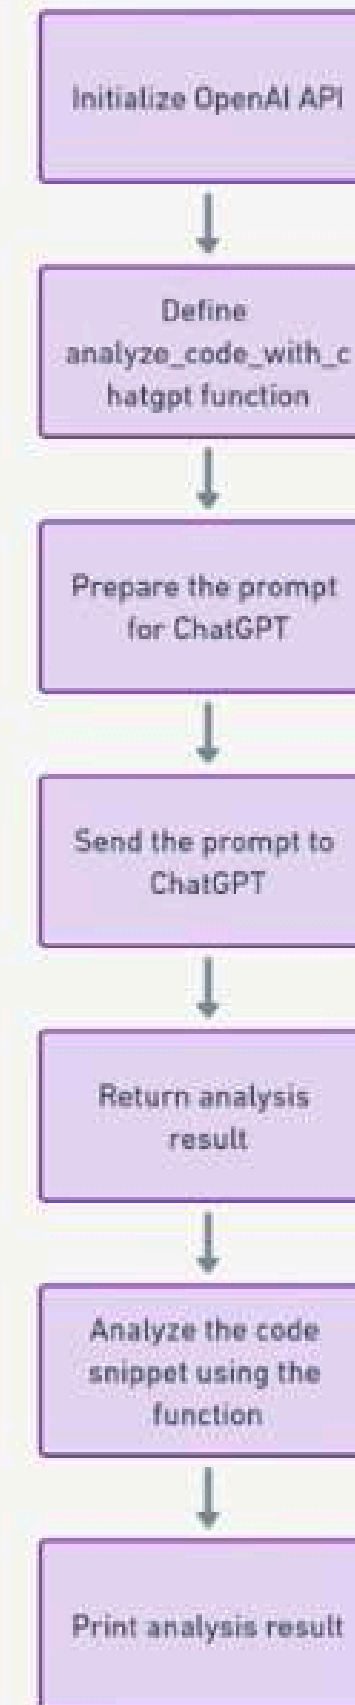 Initialize OpenAI API
Define
analyze_code_with_c
hatgpt function
Prepare the prompt
for ChatGPT
Send the prompt to
ChatGPT
Return analysis
result
Analyze the code
snippet using the
function
Print analysis result